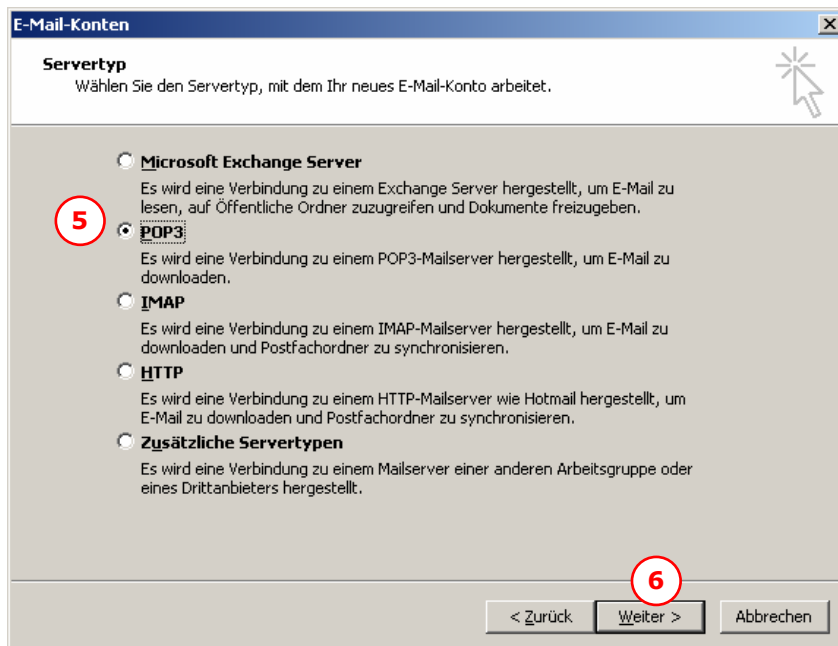 E-Mail-Konten
Servertyp
Wählen Sie den Servertyp, mit dem Ihr neues E-Mail-Konto arbeitet.
Microsoft Exchange Server
Es wird eine Verbindung zu einem Exchange Server hergestellt, um E-Mail zu
lesen, auf Öffentliche Ordner zuzugreifen und Dokumente freizugeben.
5
POP3
Es wird eine Verbindung zu einem POP3-Mailserver hergestellt, um E-Mail zu
downloaden.
IMAP
Es wird eine Verbindung zu einem IMAP-Mailserver hergestellt, um E-Mail zu
downloaden und Postfachordner zu synchronisieren.
HTTP
Es wird eine Verbindung zu einem HTTP-Mailserver wie Hotmail hergestellt, um
E-Mail zu downloaden und Postfachordner zu synchronisieren.
Zusätzliche Servertypen
Es wird eine Verbindung zu einem Mailserver einer anderen Arbeitsgruppe oder
eines Drittanbieters hergestellt.
6
< Zurück Weiter > Abbrechen